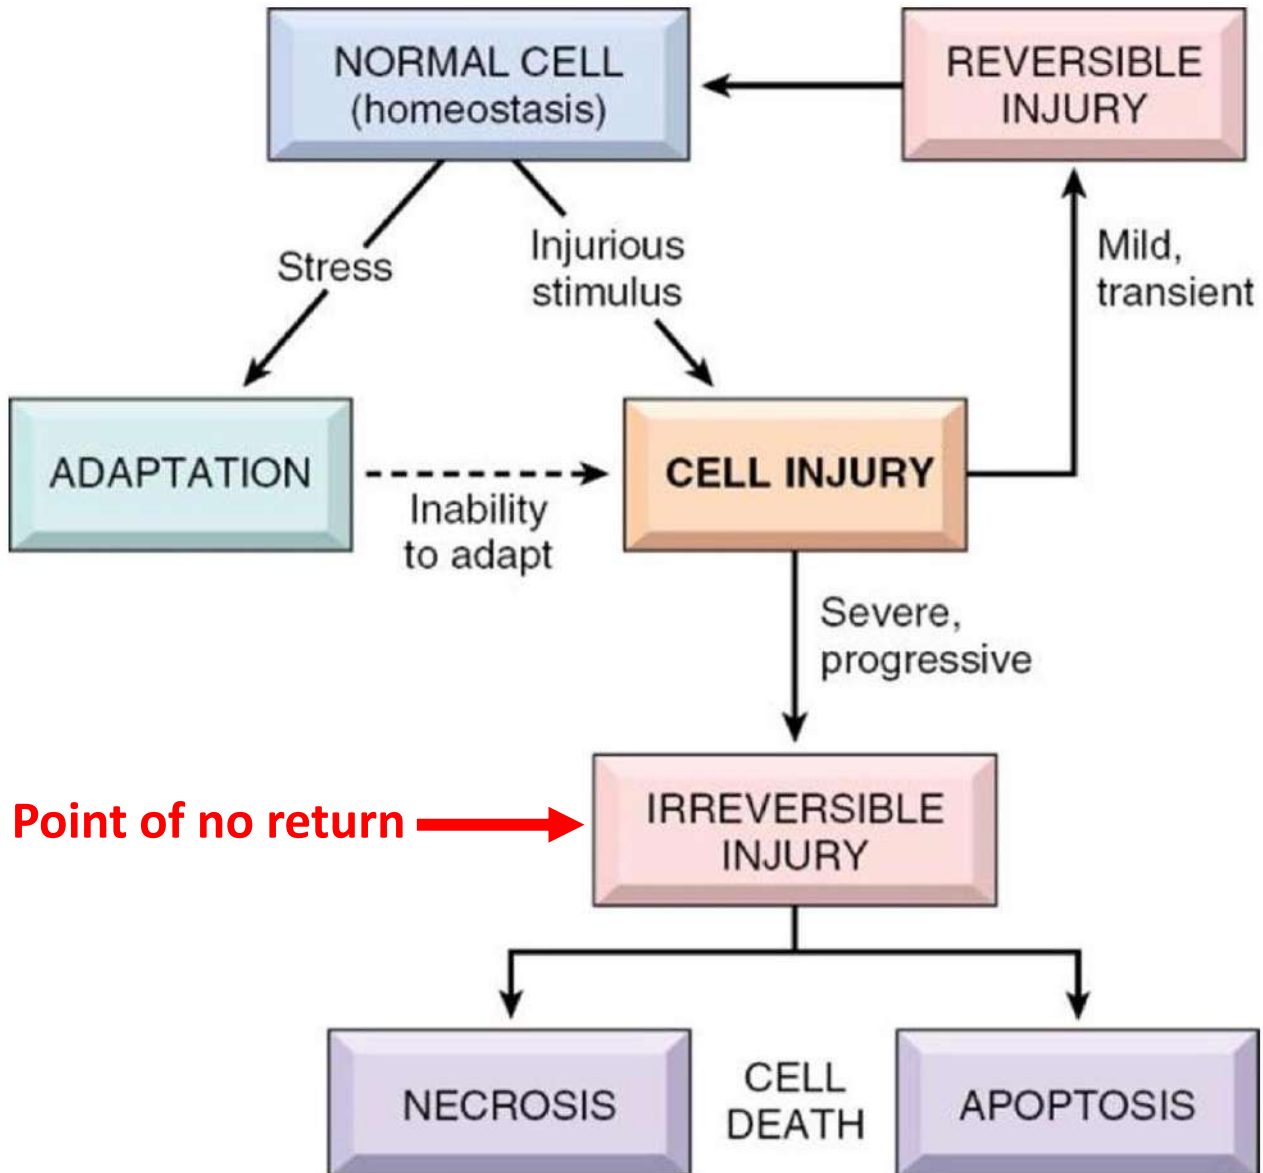 NORMAL CELL
(homeostasis)
REVERSIBLE
INJURY
Stress
Injurious
stimulus
Mild,
transient
ADAPTATION
Inability
to adapt
CELL INJURY
Severe,
progressive
Point of no return
IRREVERSIBLE
INJURY
NECROSIS
CELL
DEATH
APOPTOSIS